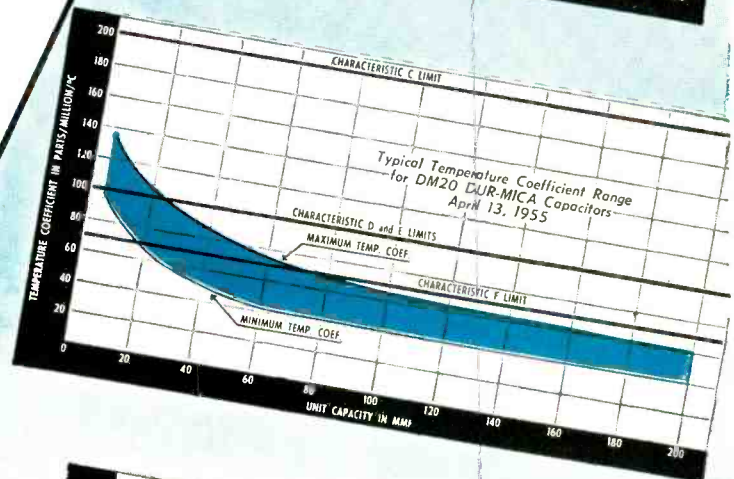 200
180
160
140
120
100
80
60
40
20
0
TEMPERATURE COEFFICIENT IN PARTS/MILLION/°C
CHARACTERISTIC C LIMIT
Typical Temperature Coefficient Range
for DM20 DUR-MICA Capacitors
April 13, 1955
CHARACTERISTIC D and E LIMITS
MAXIMUM TEMP. COEF.
CHARACTERISTIC F LIMIT
MINIMUM TEMP. COEF.
20 40 60 80 100 120 140 160 180 200
UNIT CAPACITY IN MMF